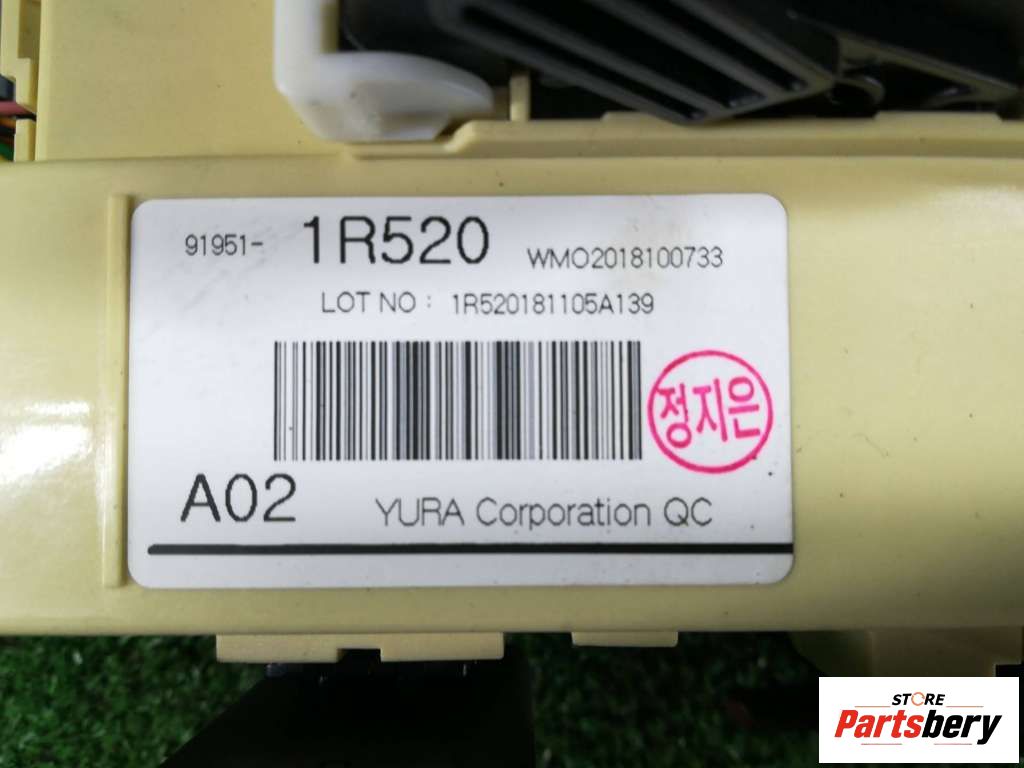 91951- 1R520 WMO2018100733
LOT NO : 1R520181105A139
정지은
A02 YURA Corporation QC
STORE
Partsbery